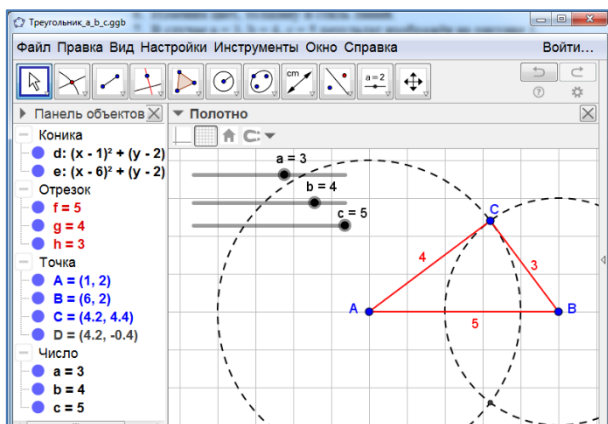 Треугольник_a_b_c.ggb
Файл Правка Вид Настройки Инструменты Окно Справка
Войти...
cm
a = 2
Панель объектов
Полотно
Коника
d: (x - 1)² + (y - 2)
e: (x - 6)² + (y - 2)
Отрезок
f = 5
g = 4
h = 3
Точка
A = (1, 2)
B = (6, 2)
C = (4.2, 4.4)
D = (4.2, -0.4)
Число
a = 3
b = 4
c = 5
a = 3
b = 4
c = 5
C
4
3
A
B
5